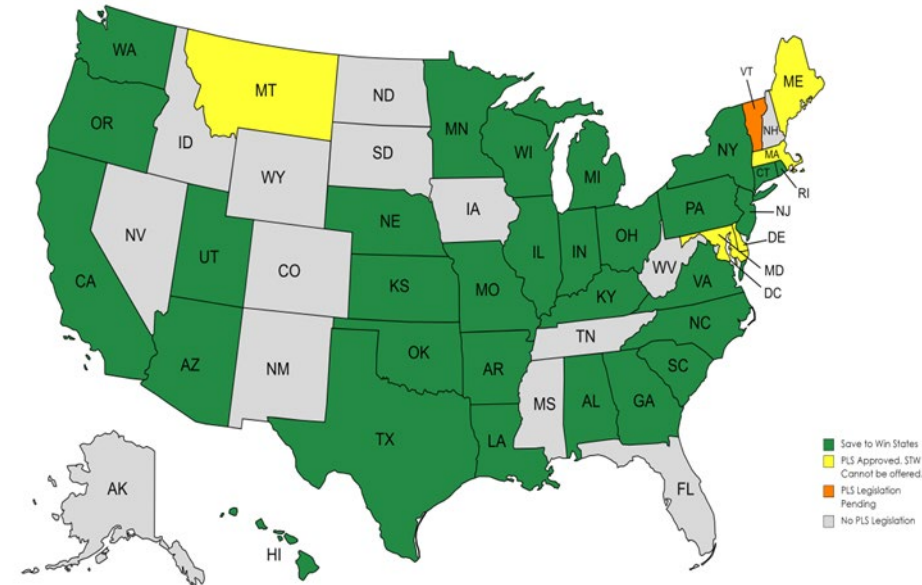 WA
MT
ND
MN
VT
ME
OR
ID
SD
WI
MI
NY
NH
MA
CT
RI
WY
IA
PA
NJ
NV
NE
IL
IN
OH
DE
UT
CO
WV
MD
CA
KS
MO
KY
VA
DC
AZ
NM
OK
AR
TN
NC
SC
MS
AL
GA
TX
LA
FL
AK
HI
Save to Win States
PLS Approved. STW
Cannot be offered.
PLS Legislation
Pending
No PLS Legislation